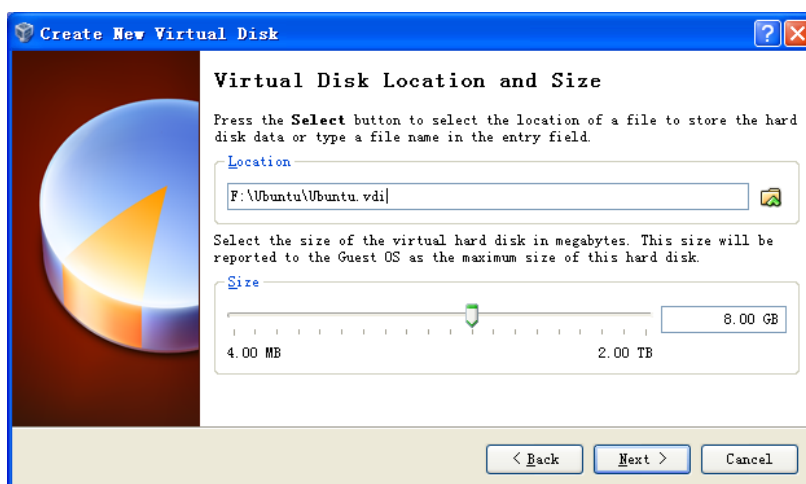 Create New Virtual Disk
Virtual Disk Location and Size
Press the Select button to select the location of a file to store the hard
disk data or type a file name in the entry field.
Location
F:\Ubuntu\Ubuntu.vdi
Select the size of the virtual hard disk in megabytes. This size will be
reported to the Guest OS as the maximum size of this hard disk.
Size
8.00 GB
4.00 MB 2.00 TB
< Back Next > Cancel